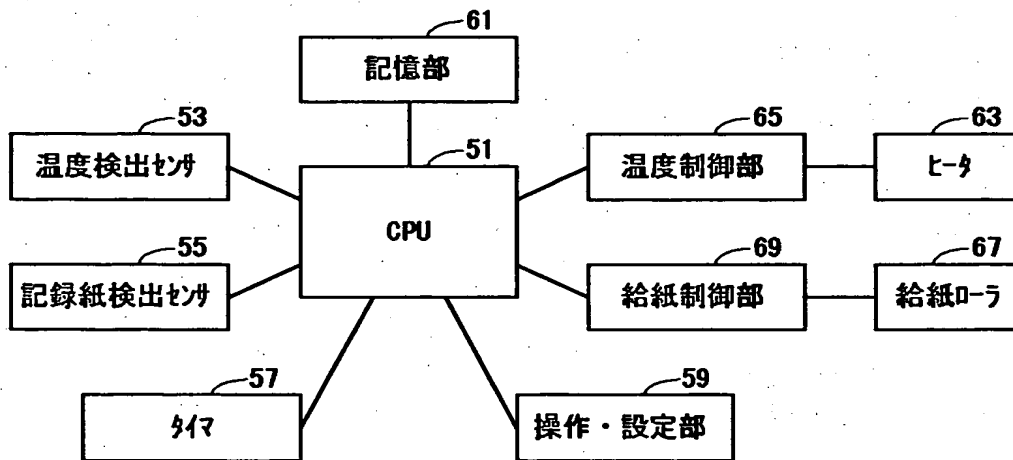 61
記憶部
53
温度検出ｾﾝｻ
51
CPU
65
温度制御部
63
ﾋｰﾀ
55
記録紙検出ｾﾝｻ
69
給紙制御部
67
給紙ﾛｰﾗ
57
ﾀｲﾏ
59
操作・設定部